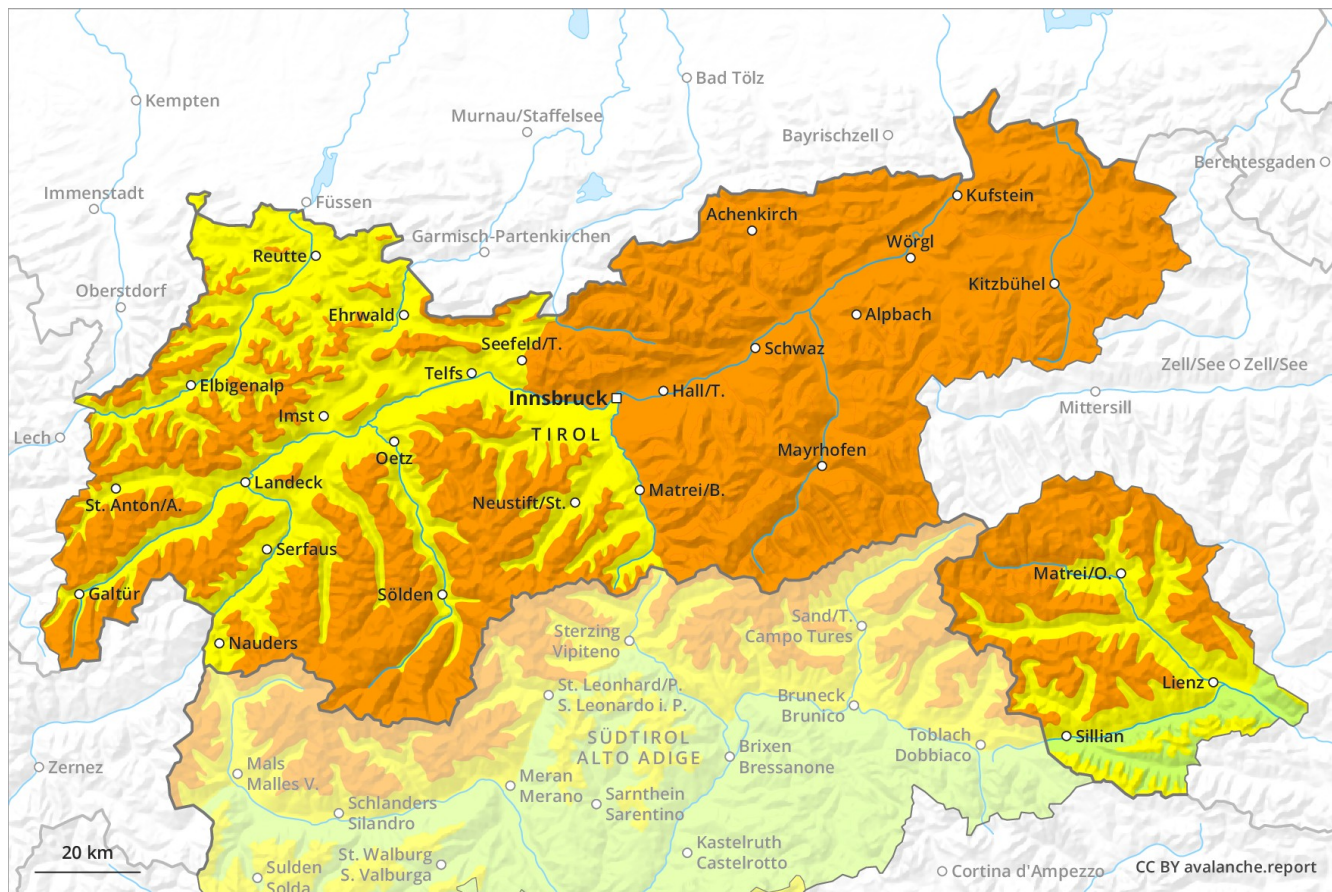 Kempten
Bad Tölz
Murnau/Staffelsee
Bayrischzell
Berchtesgaden
Immenstadt
Füssen
Kufstein
Achenkirch
Garmisch-Partenkirchen
Wörgl
Reutte
Oberstdorf
Kitzbühel
Ehrwald
Alpbach
Seefeld/T.
Schwaz
Zell/See
Zell/See
Telfs
Elbigenalp
Hall/T.
Innsbruck
Mittersill
Imst
Lech
TIROL
Oetz
Mayrhofen
Landeck
Matrei/B.
St. Anton/A.
Neustift/St.
Serfaus
Matrei/O.
Galtür
Sölden
Sand/T.
Campo Tures
Sterzing
Vipiteno
Nauders
Lienz
St. Leonhard/P.
S. Leonardo i. P.
Bruneck
Brunico
Sillian
SÜDTIROL
ALTO ADIGE
Toblach
Dobbiaco
Brixen
Bressanone
Zernez
Mals
Malles V.
Meran
Merano
Sarnthein
Sarentino
Schlanders
Silandro
Kastelruth
Castelrotto
20 km
St. Walburg
S. Valburga
Sulden
Solda
Cortina d'Ampezzo
CC BY avalanche.report